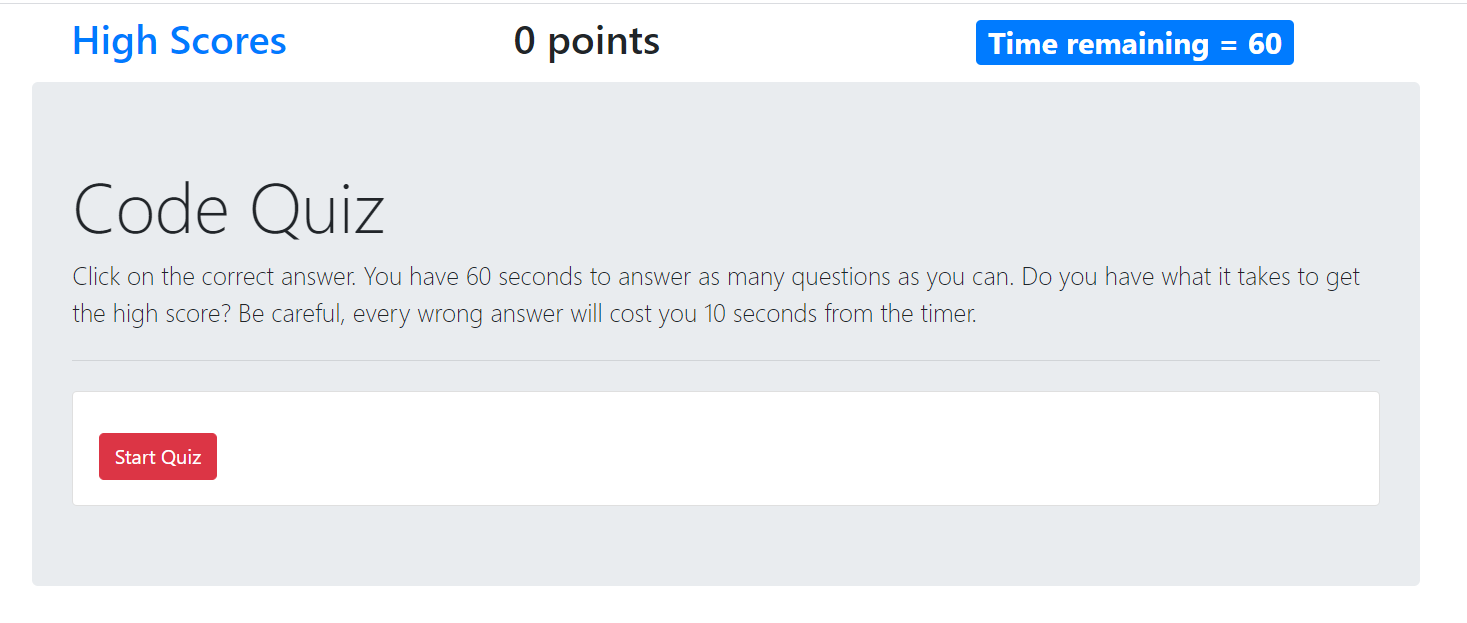 High Scores
0 points
Time remaining = 60
Code Quiz
Click on the correct answer. You have 60 seconds to answer as many questions as you can. Do you have what it takes to get
the high score? Be careful, every wrong answer will cost you 10 seconds from the timer.
Start Quiz